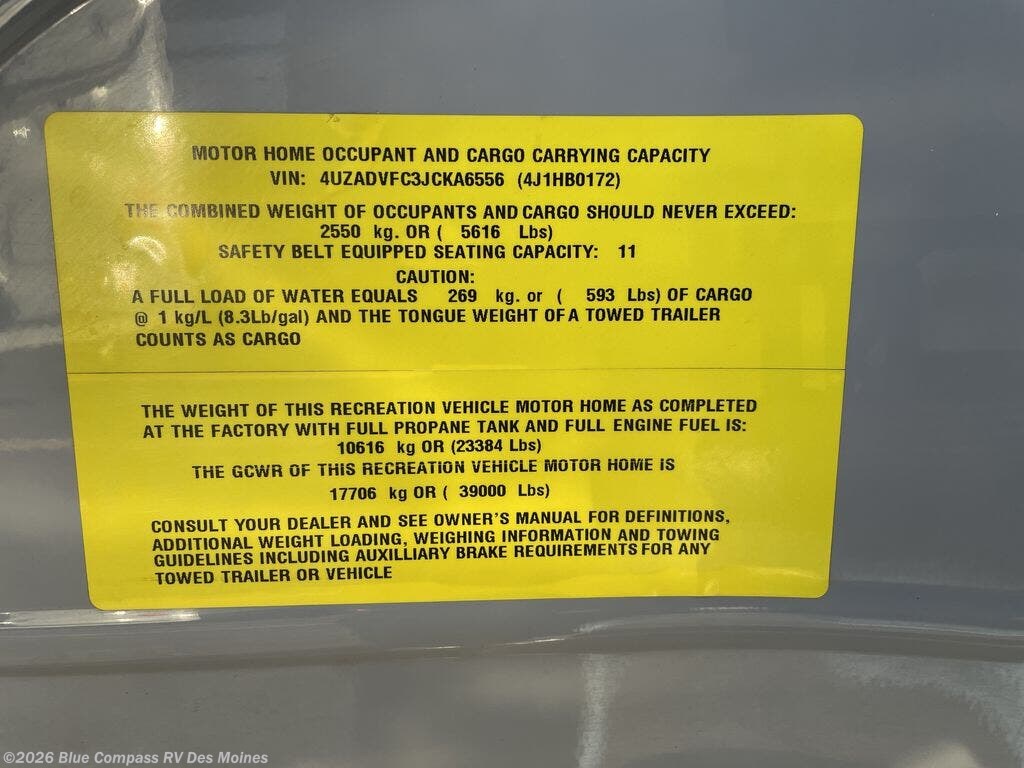 MOTOR HOME OCCUPANT AND CARGO CARRYING CAPACITY
VIN: 4UZADVFC3JCKA6556 (4J1HB0172)
THE COMBINED WEIGHT OF OCCUPANTS AND CARGO SHOULD NEVER EXCEED:
2550 kg. OR ( 5616 Lbs)
SAFETY BELT EQUIPPED SEATING CAPACITY: 11
CAUTION:
A FULL LOAD OF WATER EQUALS 269 kg. or ( 593 Lbs) OF CARGO
@ 1 kg/L (8.3Lb/gal) AND THE TONGUE WEIGHT OF A TOWED TRAILER
COUNTS AS CARGO
THE WEIGHT OF THIS RECREATION VEHICLE MOTOR HOME AS COMPLETED
AT THE FACTORY WITH FULL PROPANE TANK AND FULL ENGINE FUEL IS:
10616 kg OR (23384 Lbs)
THE GCWR OF THIS RECREATION VEHICLE MOTOR HOME IS
17706 kg OR ( 39000 Lbs)
CONSULT YOUR DEALER AND SEE OWNER'S MANUAL FOR DEFINITIONS,
ADDITIONAL WEIGHT LOADING, WEIGHING INFORMATION AND TOWING
GUIDELINES INCLUDING AUXILLIARY BRAKE REQUIREMENTS FOR ANY
TOWED TRAILER OR VEHICLE
©2026 Blue Compass RV Des Moines